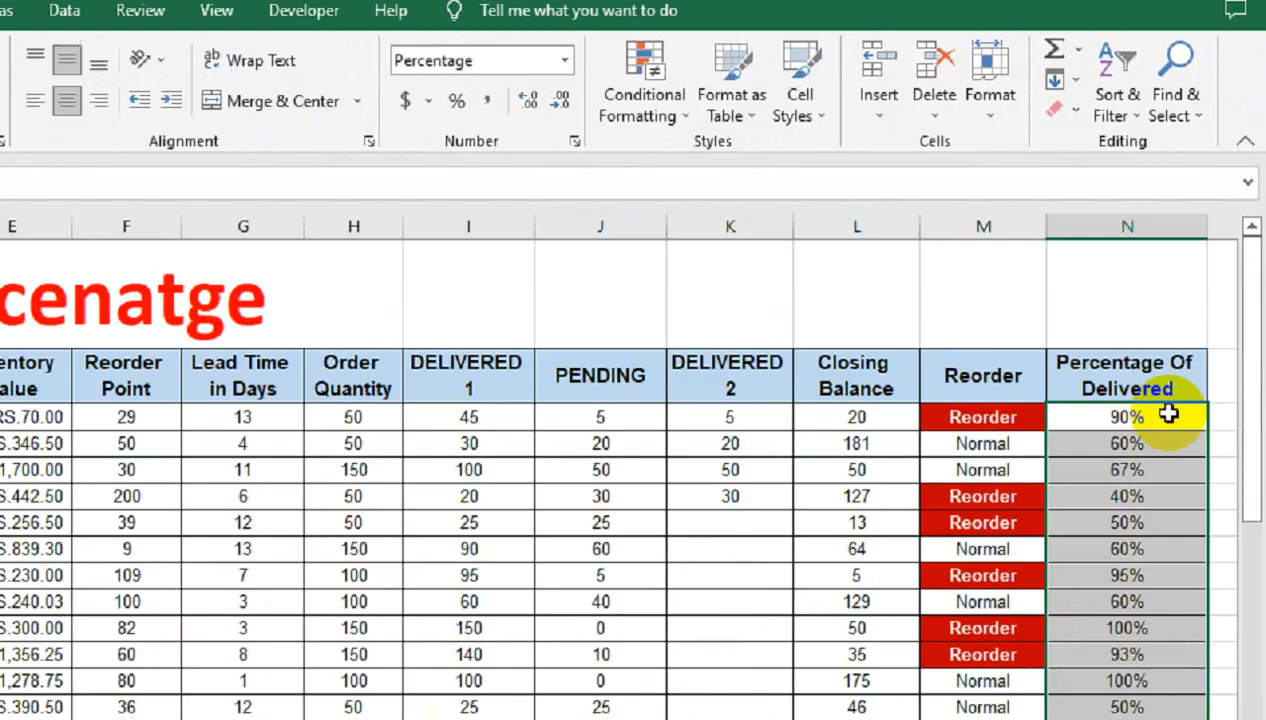 as Data Review View Developer Help Tell me what you want to do
Wrap Text Percentage
Merge & Center $ % , Conditional Formatting Format as Table Cell Styles Insert Delete Format Sort & Filter Find & Select
Alignment Number Styles Cells Editing
E F G H I J K L M N
cenatge
entory Reorder Lead Time Order DELIVERED PENDING DELIVERED Closing Reorder Percentage Of
alue Point in Days Quantity 1 2 Balance Delivered
RS.70.00 29 13 50 45 5 5 20 Reorder 90%
S.346.50 50 4 50 30 20 20 181 Normal 60%
1,700.00 30 11 150 100 50 50 50 Normal 67%
S.442.50 200 6 50 20 30 30 127 Reorder 40%
S.256.50 39 12 50 25 25 13 Reorder 50%
S.839.30 9 13 150 90 60 64 Normal 60%
S.230.00 109 7 100 95 5 5 Reorder 95%
S.240.03 100 3 100 60 40 129 Normal 60%
S.300.00 82 3 150 150 0 50 Reorder 100%
1,356.25 60 8 150 140 10 35 Reorder 93%
1,278.75 80 1 100 100 0 175 Normal 100%
S.390.50 36 12 50 25 25 46 Normal 50%